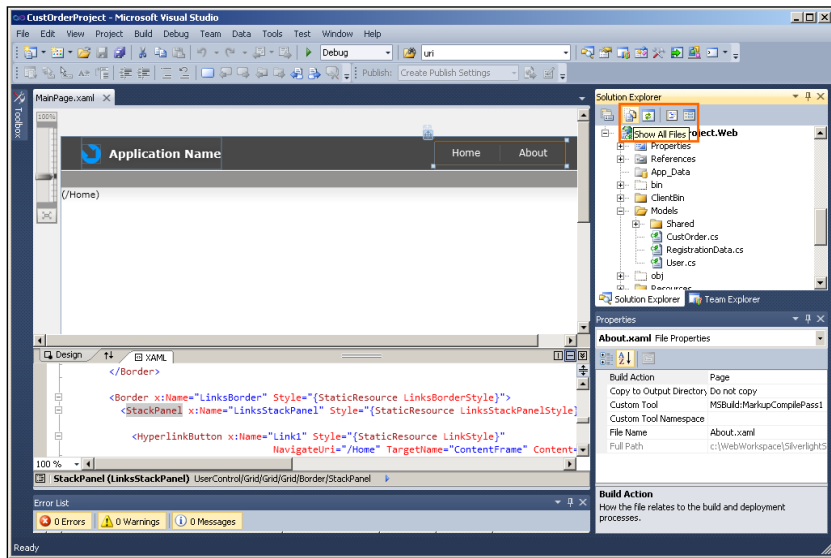 CustOrderProject - Microsoft Visual Studio
File Edit View Project Build Debug Team Data Tools Test Window Help
Debug uri
Publish: Create Publish Settings
Toolbox
MainPage.xaml
100%
Application Name Home About
(/Home)
Design XAML
</Border>
<Border x:Name="LinksBorder" Style="{StaticResource LinksBorderStyle}">
<StackPanel x:Name="LinksStackPanel" Style="{StaticResource LinksStackPanelStyle}
<HyperlinkButton x:Name="Link1" Style="{StaticResource LinkStyle}"
NavigateUri="/Home" TargetName="ContentFrame" Content=
100 %
StackPanel (LinksStackPanel) UserControl/Grid/Grid/Grid/Border/StackPanel
Error List
0 Errors 0 Warnings 0 Messages
Ready
Solution Explorer
Show All Files
ject.Web
Properties
References
App_Data
bin
ClientBin
Models
Shared
CustOrder.cs
RegistrationData.cs
User.cs
obj
Resources
Solution Explorer Team Explorer
Properties
About.xaml File Properties
Build Action Page
Copy to Output Directory Do not copy
Custom Tool MSBuild:MarkupCompilePass1
Custom Tool Namespace
File Name About.xaml
Full Path c:\WebWorkspace\SilverlightS
Build Action
How the file relates to the build and deployment
processes.